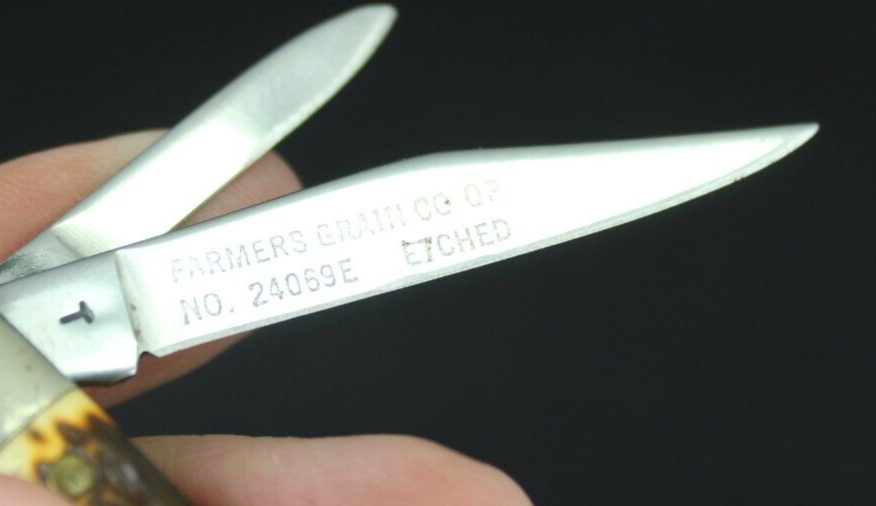 FARMERS GRAIN CO OP
NO. 24069E ETCHED
T